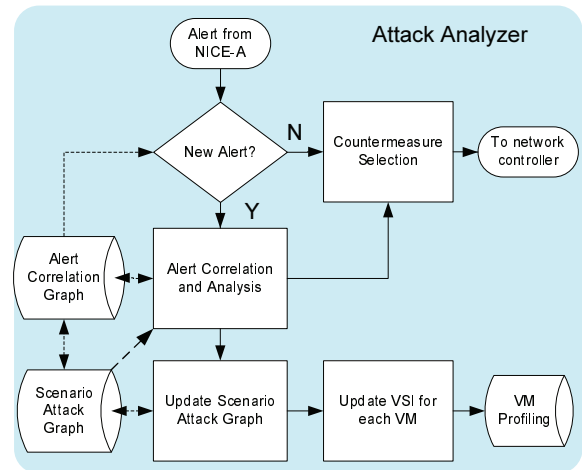 Alert from
NICE-A
Attack Analyzer
New Alert?
N
Countermeasure
Selection
To network
controller
Y
Alert
Correlation
Graph
Alert Correlation
and Analysis
Scenario
Attack
Graph
Update Scenario
Attack Graph
Update VSI for
each VM
VM
Profiling